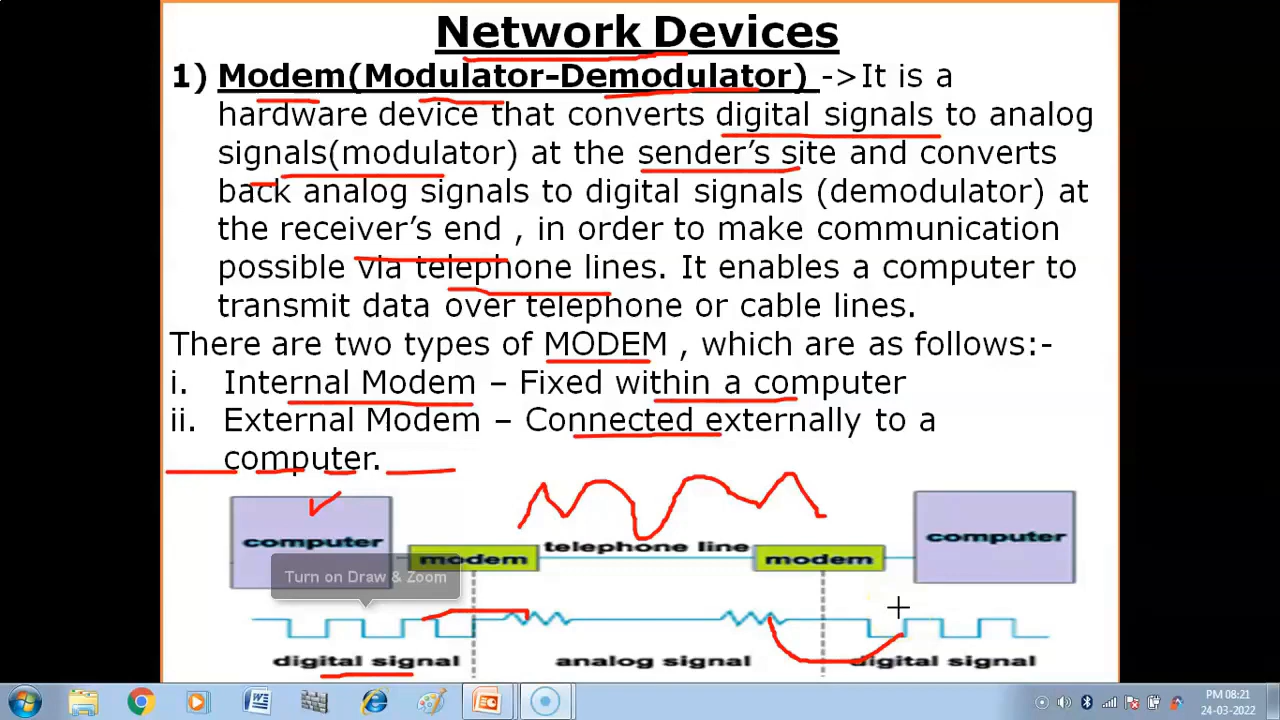 Network Devices
1) Modem(Modulator-Demodulator) ->It is a
hardware device that converts digital signals to analog
signals(modulator) at the sender’s site and converts
back analog signals to digital signals (demodulator) at
the receiver’s end , in order to make communication
possible via telephone lines. It enables a computer to
transmit data over telephone or cable lines.
There are two types of MODEM , which are as follows:-
i. Internal Modem – Fixed within a computer
ii. External Modem – Connected externally to a
computer.
computer
modem
telephone line
modem
computer
Turn on Draw & Zoom
digital signal
analog signal
digital signal
PM 08:21
24-03-2022